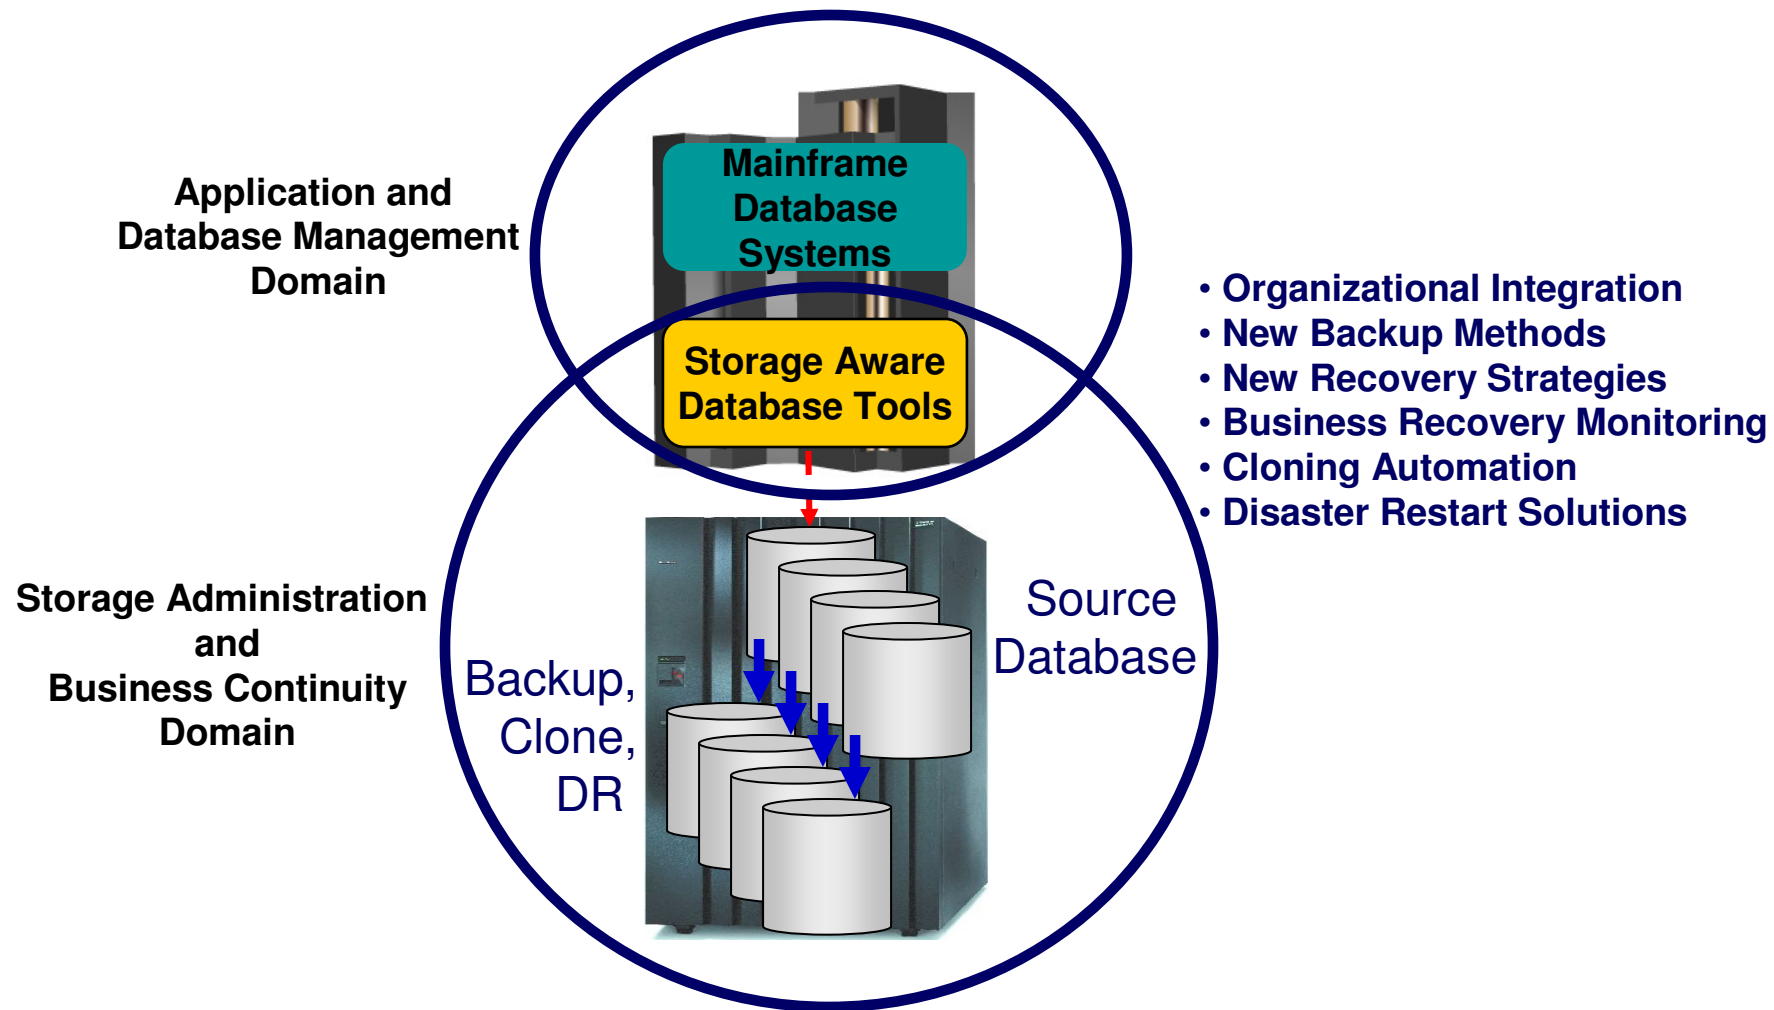 Mainframe
Database
Systems
Application and
Database Management
Domain
Storage Aware
Database Tools
• Organizational Integration
• New Backup Methods
• New Recovery Strategies
• Business Recovery Monitoring
• Cloning Automation
• Disaster Restart Solutions
Storage Administration
and
Business Continuity
Domain
Source
Database
Backup,
Clone,
DR